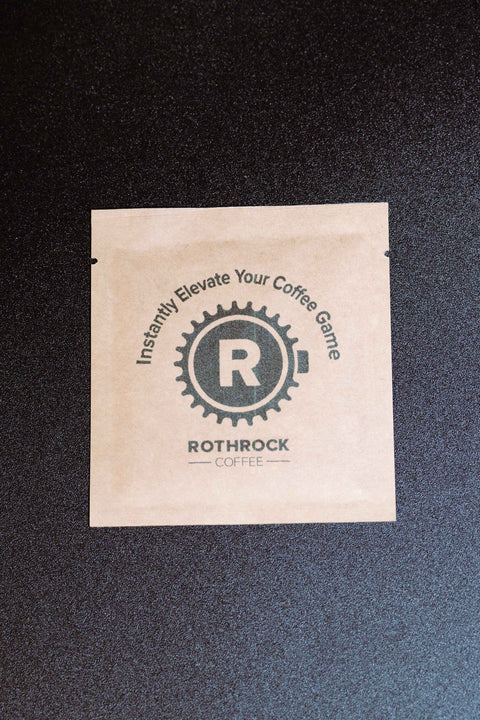 Instantly Elevate Your Coffee Game
R
ROTHROCK
COFFEE